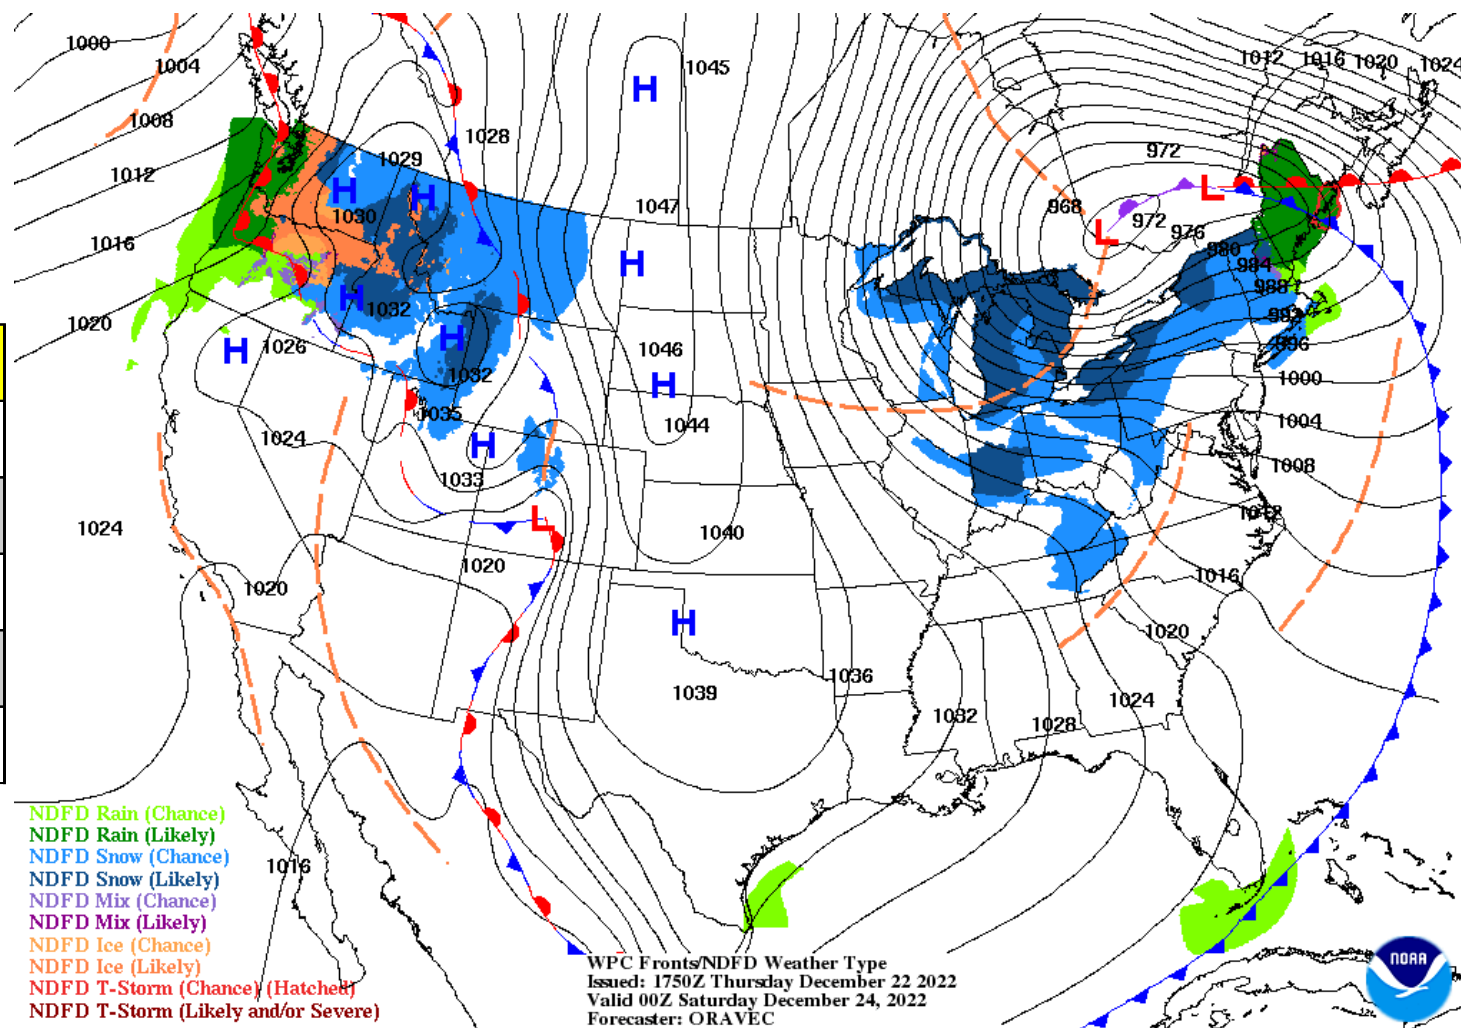 1000
1004
1008
1012
1016
1020
1024
1026
1024
1020
1016
1028
1029
1030
1032
1032
1035
1033
1020
H
H
H
H
H
H
L
1045
H
1047
H
1046
H
1044
1040
H
1039
1036
1032
1028
1024
1020
1016
1012
1008
1004
1000
996
992
988
984
980
976
972
968
972
L
L
1012
1016
1020
1024
NDFD Rain (Chance)
NDFD Rain (Likely)
NDFD Snow (Chance)
NDFD Snow (Likely)
NDFD Mix (Chance)
NDFD Mix (Likely)
NDFD Ice (Chance)
NDFD Ice (Likely)
NDFD T-Storm (Chance) (Hatched)
NDFD T-Storm (Likely and/or Severe)
WPC Fronts/NDFD Weather Type
Issued: 1750Z Thursday December 22 2022
Valid 00Z Saturday December 24, 2022
Forecaster: ORAVEC
NOAA